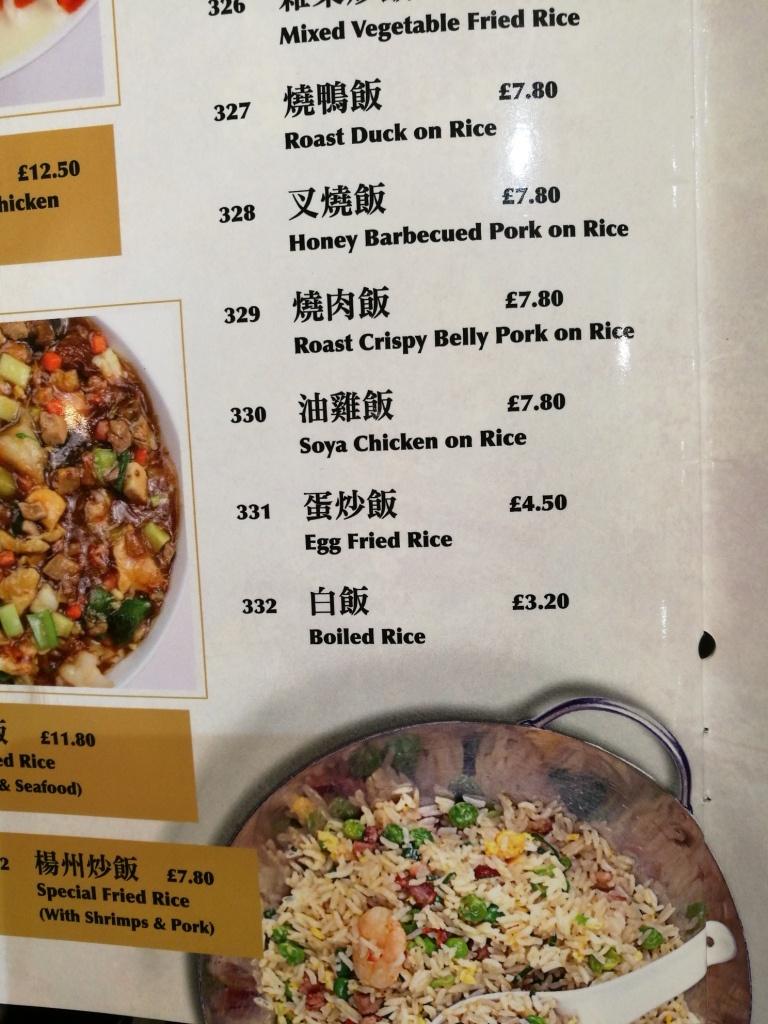 326
Mixed Vegetable Fried Rice
327 燒鴨飯 £7.80
Roast Duck on Rice
£12.50
328 叉燒飯 £7.80
Honey Barbecued Pork on Rice
329 燒肉飯 £7.80
Roast Crispy Belly Pork on Rice
330 油雞飯 £7.80
Soya Chicken on Rice
331 蛋炒飯 £4.50
Egg Fried Rice
332 白飯 £3.20
Boiled Rice
£11.80
Rice
& Seafood)
楊州炒飯 £7.80
Special Fried Rice
(With Shrimps & Pork)